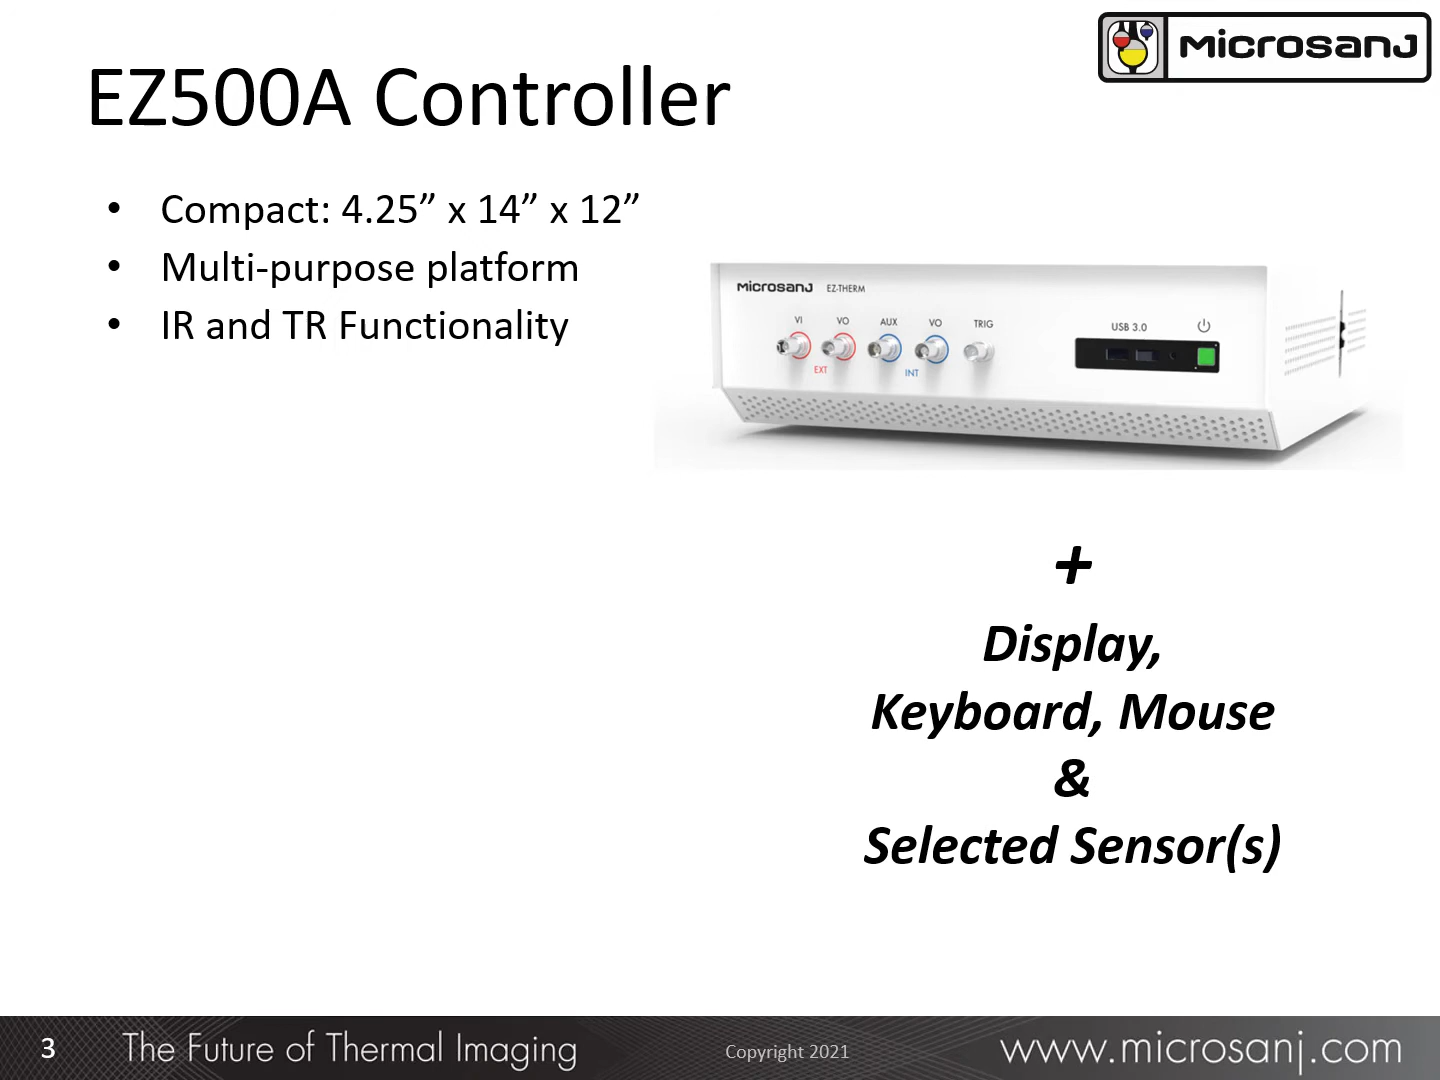 Microsanj
EZ500A Controller
• Compact: 4.25” x 14” x 12”
• Multi-purpose platform
• IR and TR Functionality
Microsanj EZ-THERM
VI VO AUX VO TRIG
EXT INT
USB 3.0
+
Display,
Keyboard, Mouse
&
Selected Sensor(s)
3 The Future of Thermal Imaging Copyright 2021 www.microsanj.com